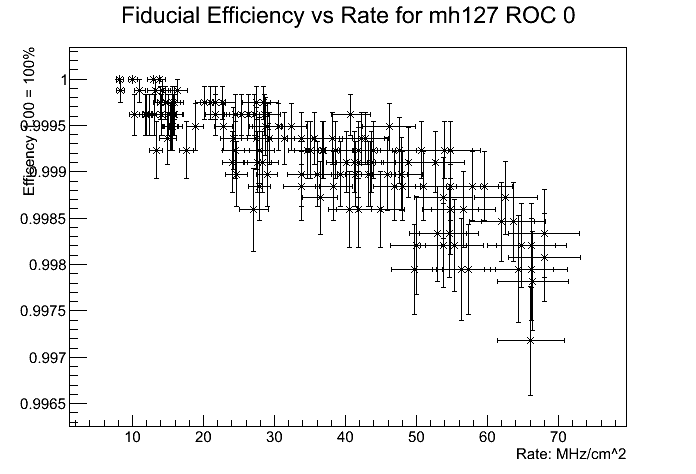 Fiducial Efficiency vs Rate for mh127 ROC 0
Efficiency 1.00 = 100%
1
0.9995
0.999
0.9985
0.998
0.9975
0.997
0.9965
10 20 30 40 50 60 70
Rate: MHz/cm^2